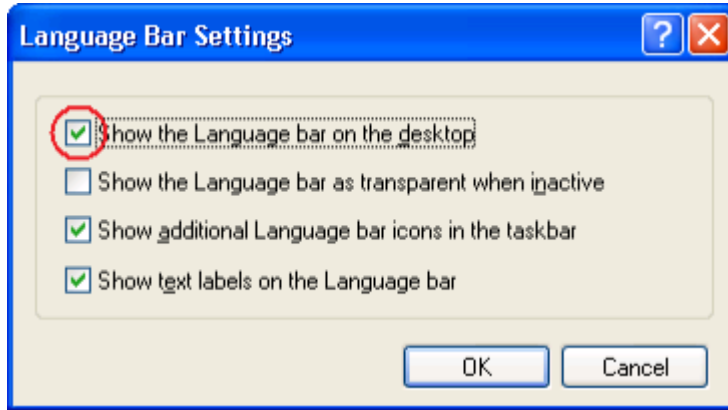 Language Bar Settings
Show the Language bar on the desktop
Show the Language bar as transparent when inactive
Show additional Language bar icons in the taskbar
Show text labels on the Language bar
OK Cancel